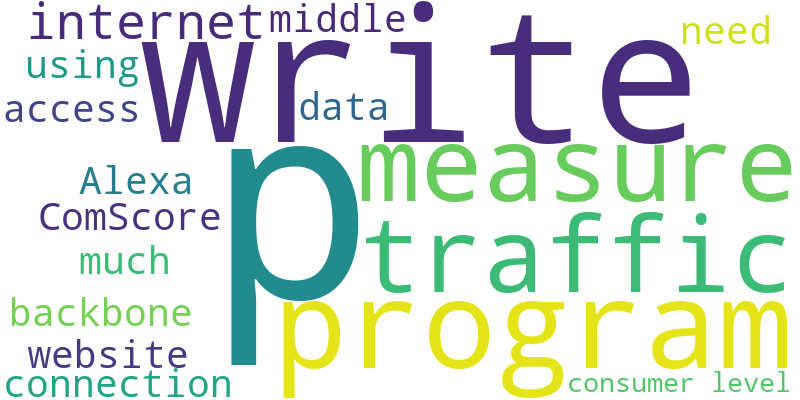 internet
middle
write
need
using
access
data
measure
p
Alexa
ComScore
traffic
much
program
backbone
website
connection
consumer level